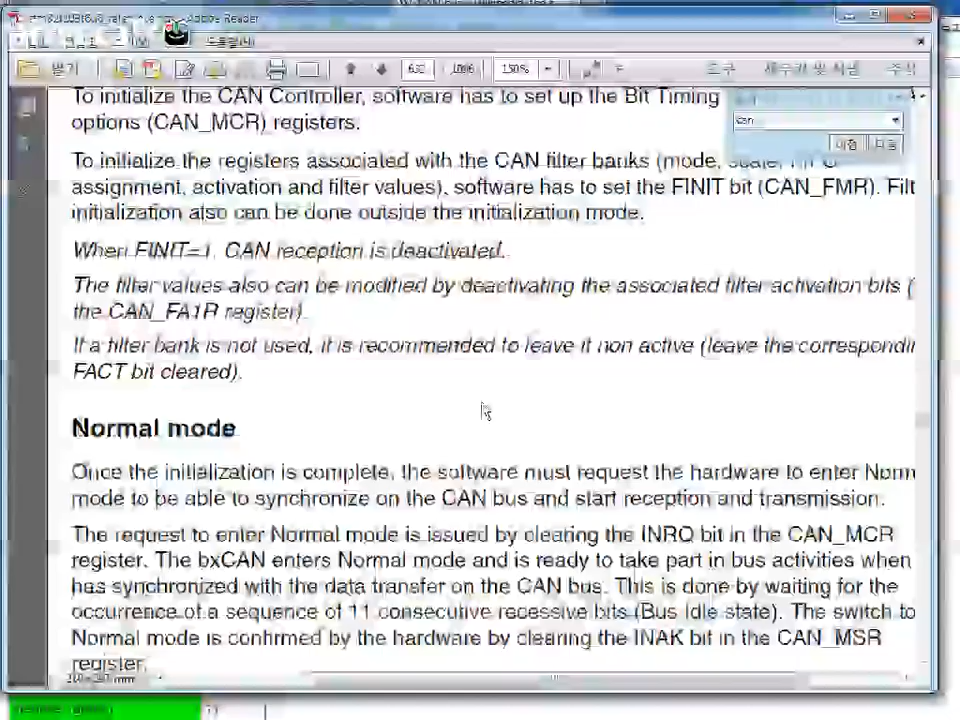 Adobe Reader
150%
Can
To initialize the CAN Controller, software has to set up the Bit Timing
options (CAN_MCR) registers.
To initialize the registers associated with the CAN filter banks (mode, scale, FIFO
assignment, activation and filter values), software has to set the FINIT bit (CAN_FMR). Filt
initialization also can be done outside the initialization mode.
When FINIT=1, CAN reception is deactivated.
The filter values also can be modified by deactivating the associated filter activation bits (
the CAN_FA1R register).
If a filter bank is not used, it is recommended to leave it non active (leave the correspondin
FACT bit cleared).
Normal mode
Once the initialization is complete, the software must request the hardware to enter Norm
mode to be able to synchronize on the CAN bus and start reception and transmission.
The request to enter Normal mode is issued by clearing the INRQ bit in the CAN_MCR
register. The bxCAN enters Normal mode and is ready to take part in bus activities when
has synchronized with the data transfer on the CAN bus. This is done by waiting for the
occurrence of a sequence of 11 consecutive recessive bits (Bus Idle state). The switch to
Normal mode is confirmed by the hardware by clearing the INAK bit in the CAN_MSR
register.